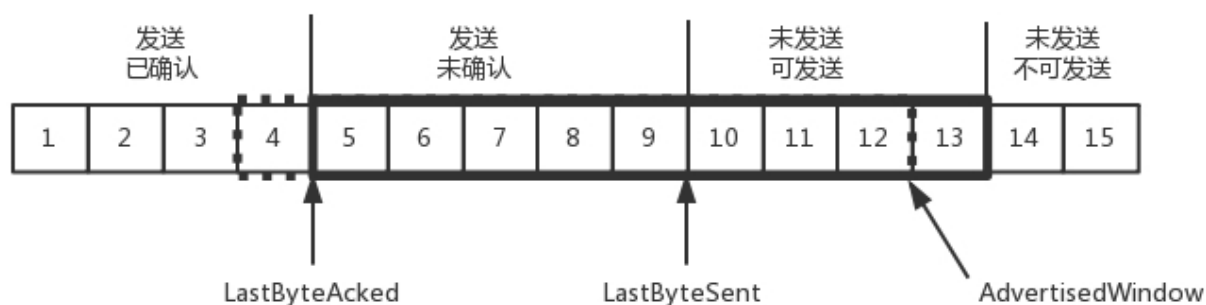 发送
已确认
发送
未确认
未发送
可发送
未发送
不可发送
1 2 3 4 5 6 7 8 9 10 11 12 13 14 15
LastByteAcked LastByteSent AdvertisedWindow